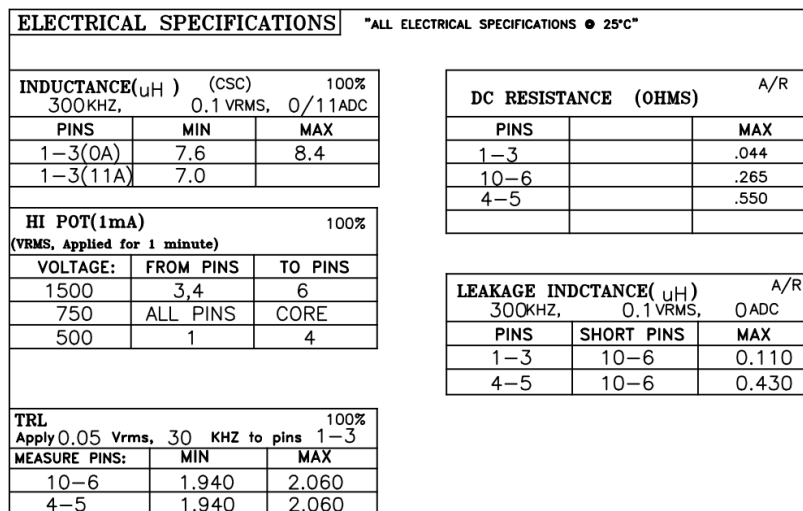 ELECTRICAL SPECIFICATIONS "ALL ELECTRICAL SPECIFICATIONS @ 25°C"
INDUCTANCE(uH ) (CSC) 100%
300KHZ, 0.1 VRMS, 0/11ADC
PINS MIN MAX
1-3(0A) 7.6 8.4
1-3(11A) 7.0
HI POT(1mA) 100%
(VRMS, Applied for 1 minute)
VOLTAGE: FROM PINS TO PINS
1500 3,4 6
750 ALL PINS CORE
500 1 4
TRL 100%
Apply 0.05 Vrms, 30 KHZ to pins 1-3
MEASURE PINS: MIN MAX
10-6 1.940 2.060
4-5 1.940 2.060
DC RESISTANCE (OHMS) A/R
PINS MAX
1-3 .044
10-6 .265
4-5 .550
LEAKAGE INDCTANCE( uH) A/R
300KHZ, 0.1 VRMS, 0ADC
PINS SHORT PINS MAX
1-3 10-6 0.110
4-5 10-6 0.430